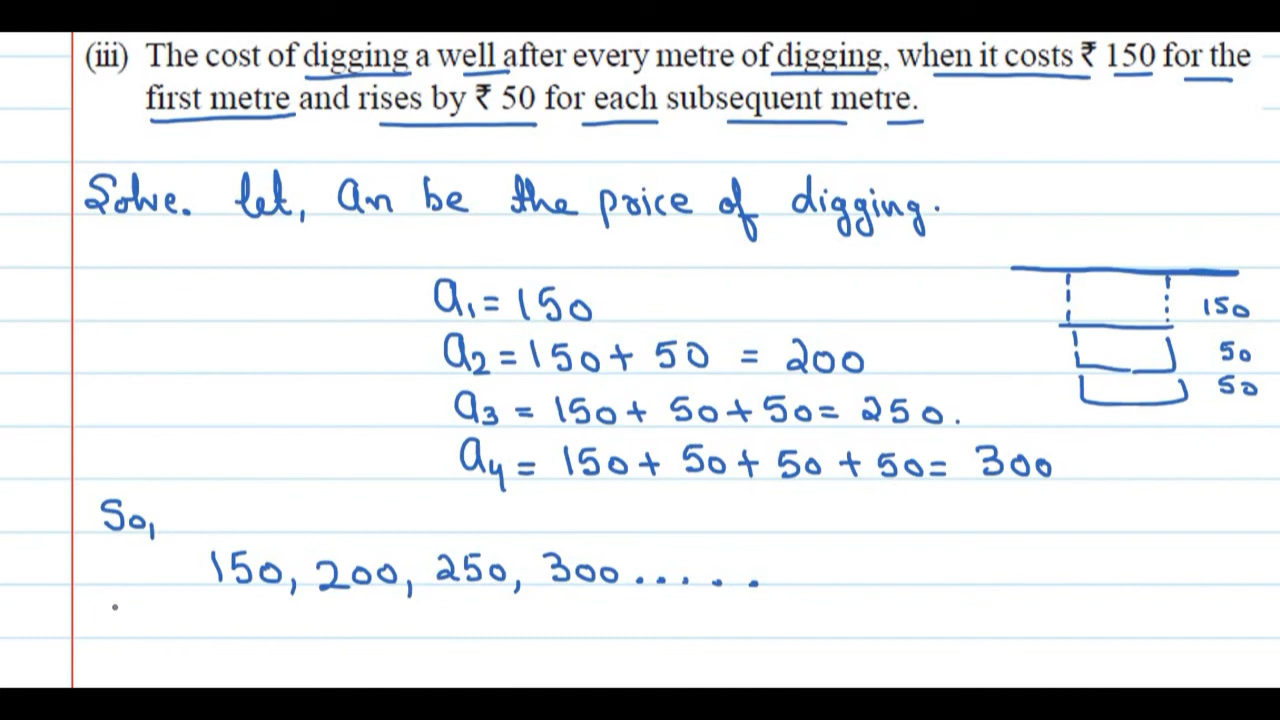 (iii) The cost of digging a well after every metre of digging, when it costs ₹ 150 for the
first metre and rises by ₹ 50 for each subsequent metre.
Solve. let, an be the price of digging.
a1 = 150
a2 = 150 + 50 = 200
a3 = 150 + 50 + 50 = 250.
a4 = 150 + 50 + 50 + 50 = 300
150
50
50
So,
150, 200, 250, 300.....